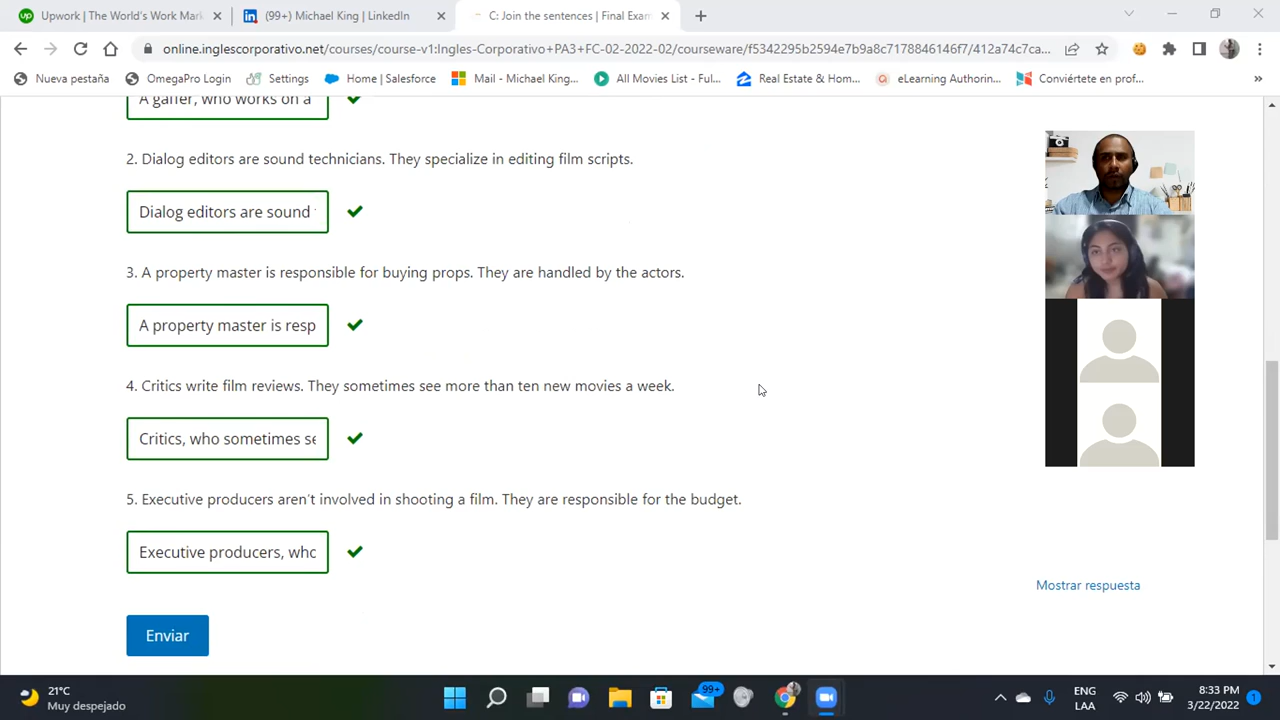 Upwork | The World's Work Mark
(99+) Michael King | LinkedIn
C: Join the sentences | Final Exam
online.inglescorporativo.net/courses/course-v1:Ingles-Corporativo+PA3+FC-02-2022-02/courseware/f5342295b2594e7b9a8c7178846146f7/412a74c7ca...
Nueva pestaña
OmegaPro Login
Settings
Home | Salesforce
Mail - Michael King...
All Movies List - Ful...
Real Estate & Hom...
eLearning Authorin...
Conviértete en prof...
»
A gaffer, who works on a
2. Dialog editors are sound technicians. They specialize in editing film scripts.
Dialog editors are sound
3. A property master is responsible for buying props. They are handled by the actors.
A property master is resp
4. Critics write film reviews. They sometimes see more than ten new movies a week.
Critics, who sometimes se
5. Executive producers aren't involved in shooting a film. They are responsible for the budget.
Executive producers, who
Mostrar respuesta
Enviar
21°C
Muy despejado
99+
ENG
LAA
8:33 PM
3/22/2022
1